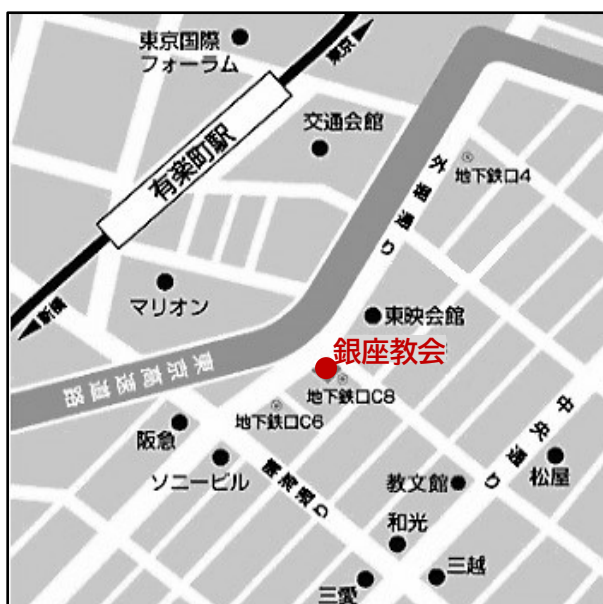 東京国際
フォーラム
東京
交通会館
有楽町駅
外堀通り
地下鉄口4
マリオン
新橋
東映会館
銀座教会
東京高速道路
地下鉄口C8
地下鉄口C6
阪急
ソニービル
中央通り
松屋
教文館
晴海通り
和光
三越
三愛